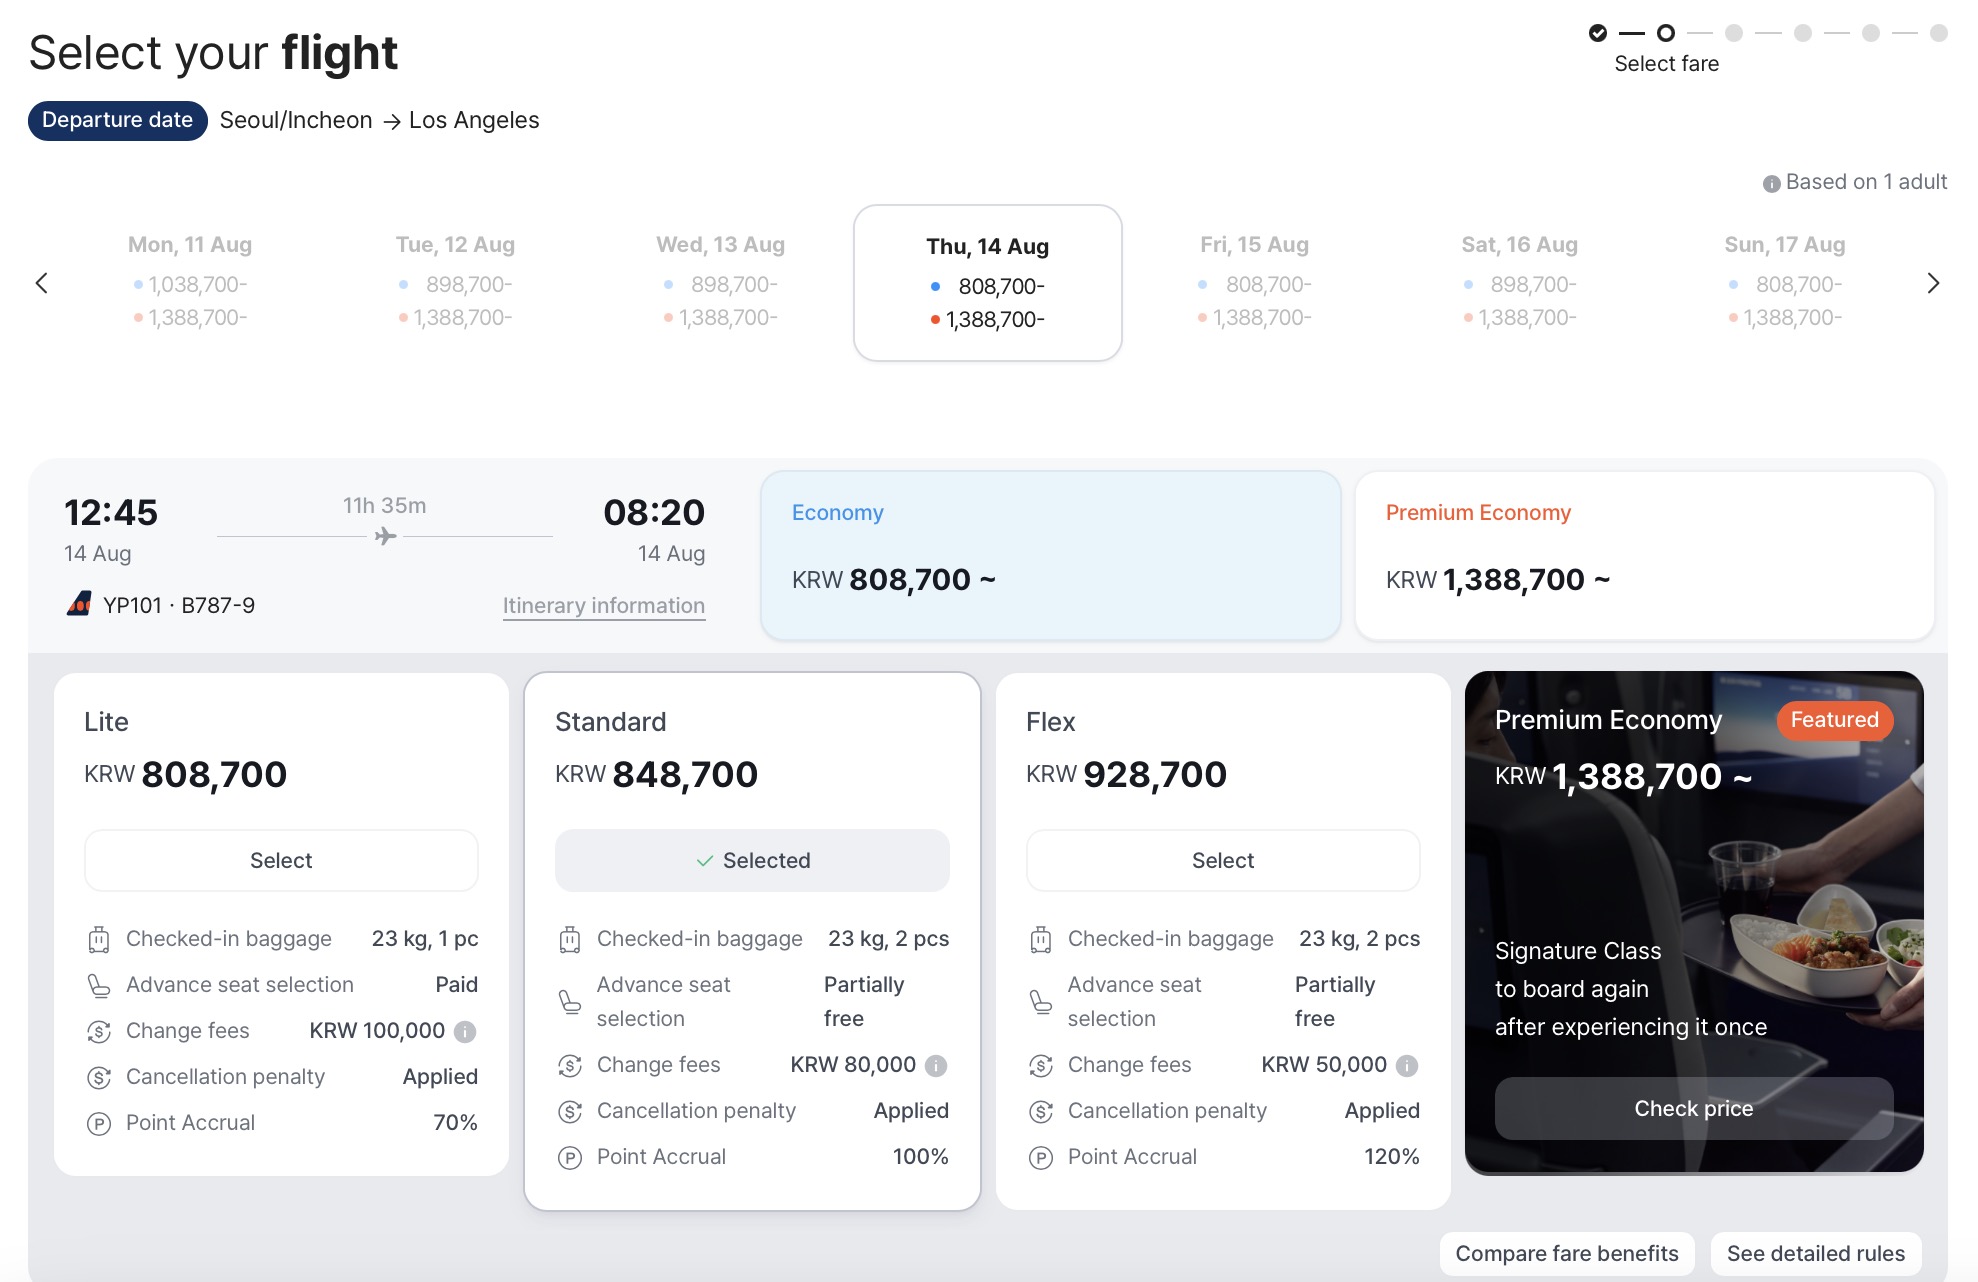 Select your flight
Select fare
Departure date Seoul/Incheon → Los Angeles
Based on 1 adult
Mon, 11 Aug
1,038,700-
1,388,700-
Tue, 12 Aug
898,700-
1,388,700-
Wed, 13 Aug
898,700-
1,388,700-
Thu, 14 Aug
808,700-
1,388,700-
Fri, 15 Aug
808,700-
1,388,700-
Sat, 16 Aug
898,700-
1,388,700-
Sun, 17 Aug
808,700-
1,388,700-
12:45
14 Aug
11h 35m
08:20
14 Aug
YP101 · B787-9
Itinerary information
Economy
KRW 808,700 ~
Premium Economy
KRW 1,388,700 ~
Lite
KRW 808,700
Select
Checked-in baggage 23 kg, 1 pc
Advance seat selection Paid
Change fees KRW 100,000
Cancellation penalty Applied
Point Accrual 70%
Standard
KRW 848,700
Selected
Checked-in baggage 23 kg, 2 pcs
Advance seat Partially
selection free
Change fees KRW 80,000
Cancellation penalty Applied
Point Accrual 100%
Flex
KRW 928,700
Select
Checked-in baggage 23 kg, 2 pcs
Advance seat Partially
selection free
Change fees KRW 50,000
Cancellation penalty Applied
Point Accrual 120%
Premium Economy Featured
KRW 1,388,700 ~
Signature Class
to board again
after experiencing it once
Check price
Compare fare benefits
See detailed rules